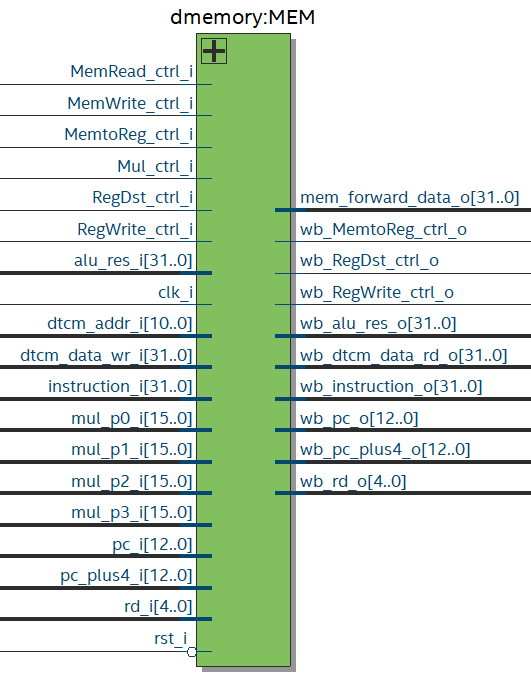 dmemory:MEM
MemRead_ctrl_i
MemWrite_ctrl_i
MemtoReg_ctrl_i
Mul_ctrl_i
RegDst_ctrl_i
RegWrite_ctrl_i
alu_res_i[31..0]
clk_i
dtcm_addr_i[10..0]
dtcm_data_wr_i[31..0]
instruction_i[31..0]
mul_p0_i[15..0]
mul_p1_i[15..0]
mul_p2_i[15..0]
mul_p3_i[15..0]
pc_i[12..0]
pc_plus4_i[12..0]
rd_i[4..0]
rst_i
mem_forward_data_o[31..0]
wb_MemtoReg_ctrl_o
wb_RegDst_ctrl_o
wb_RegWrite_ctrl_o
wb_alu_res_o[31..0]
wb_dtcm_data_rd_o[31..0]
wb_instruction_o[31..0]
wb_pc_o[12..0]
wb_pc_plus4_o[12..0]
wb_rd_o[4..0]